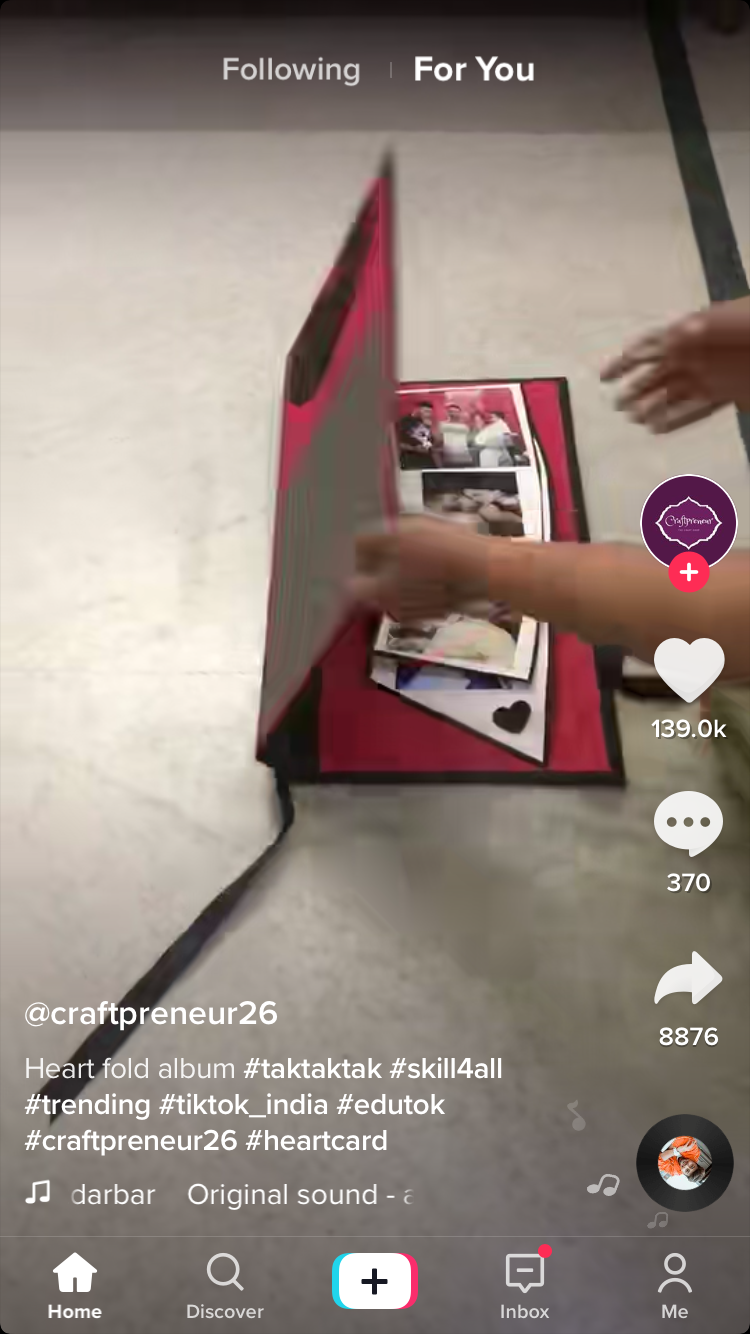 Following
For You
Craftpreneur
139.0k
370
8876
@craftpreneur26
Heart fold album #taktaktak #skill4all
#trending #tiktok_india #edutok
#craftpreneur26 #heartcard
darbar Original sound -
Home
Discover
Inbox
Me